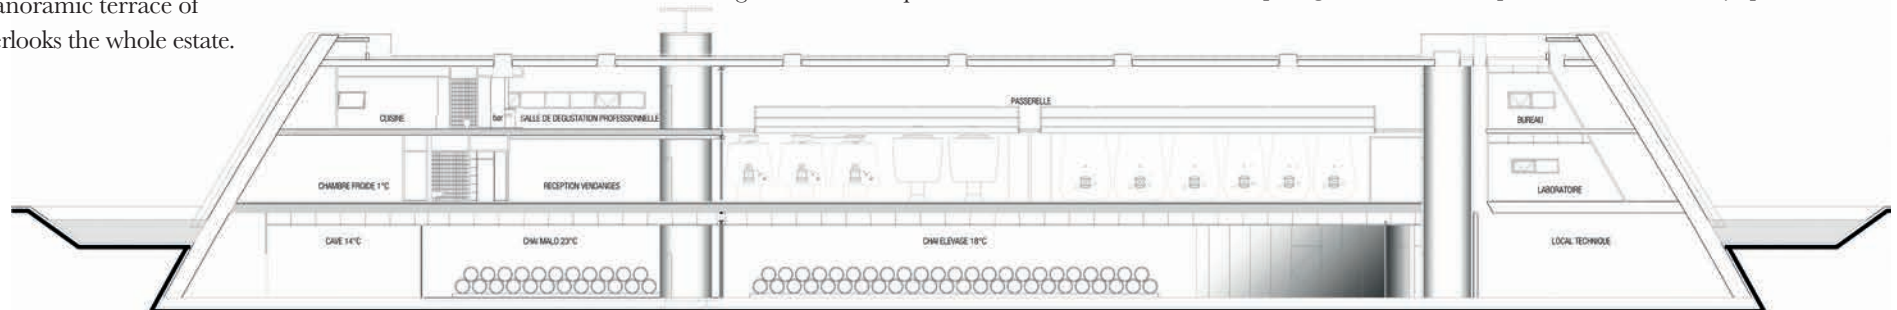 anoramic terrace of
erlooks the whole estate.
PASSERELLE
CUISINE
bar
SALLE DE DEGUSTATION PROFESSIONNELLE
BUREAU
CHAMBRE FROIDE 1°C
RECEPTION VENDANGES
LABORATOIRE
CAVE 14°C
CHAI MALO 23°C
CHAI ELEVAGE 18°C
LOCAL TECHNIQUE